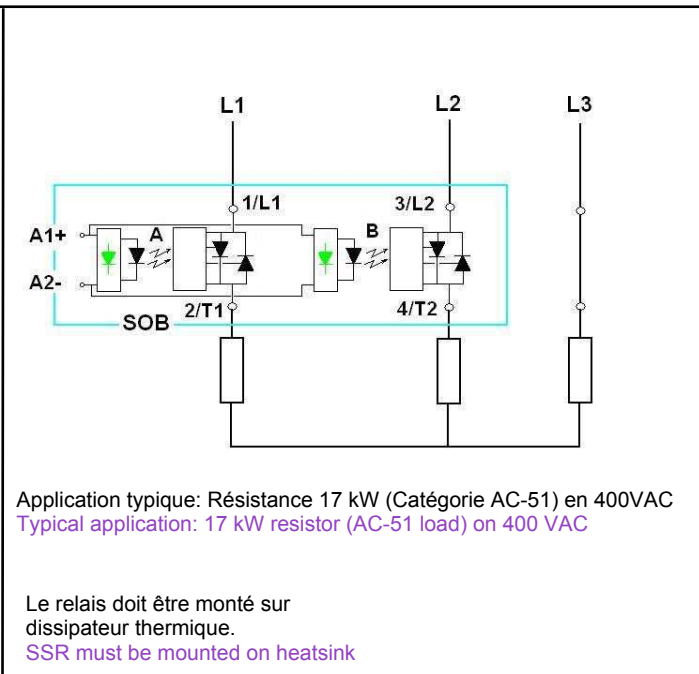 L1 L2 L3
1/L1 3/L2
A1+ A B
A2-
2/T1 4/T2
SOB
Application typique: Résistance 17 kW (Catégorie AC-51) en 400VAC
Typical application: 17 kW resistor (AC-51 load) on 400 VAC
Le relais doit être monté sur
dissipateur thermique.
SSR must be mounted on heatsink